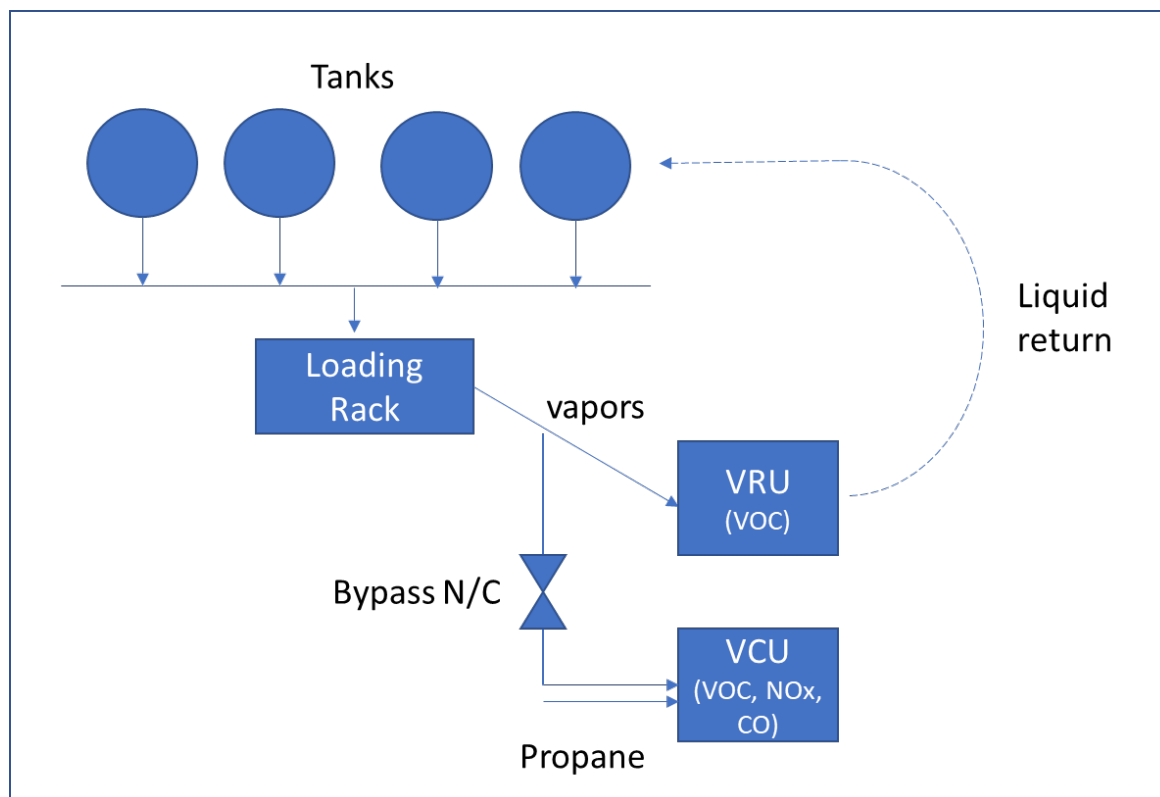 Tanks
Loading
Rack
vapors
Liquid
return
VRU
(VOC)
Bypass N/C
VCU
(VOC, NOx,
CO)
Propane